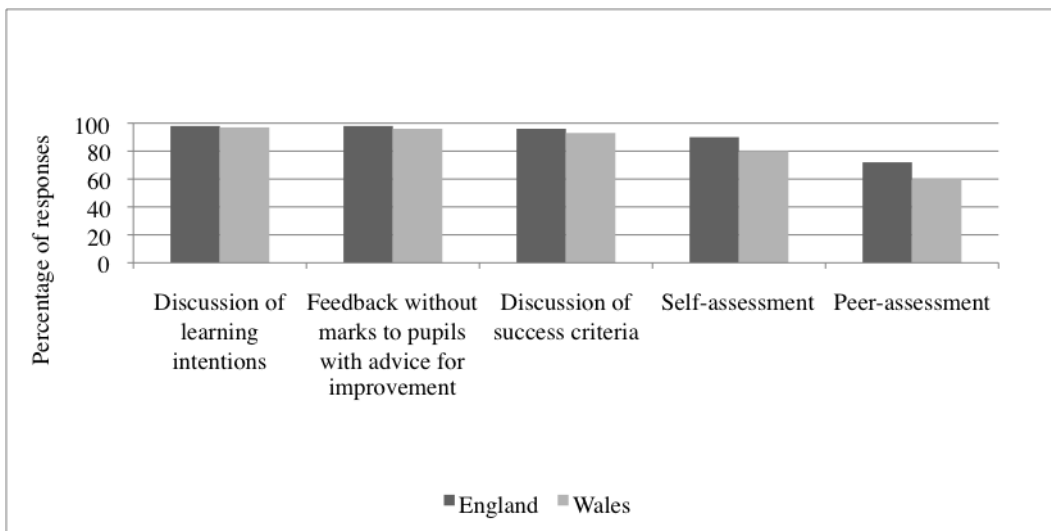 Percentage of responses
100
80
60
40
20
0
Discussion of
learning
intentions
Feedback without
marks to pupils
with advice for
improvement
Discussion of
success criteria
Self-assessment
Peer-assessment
England
Wales